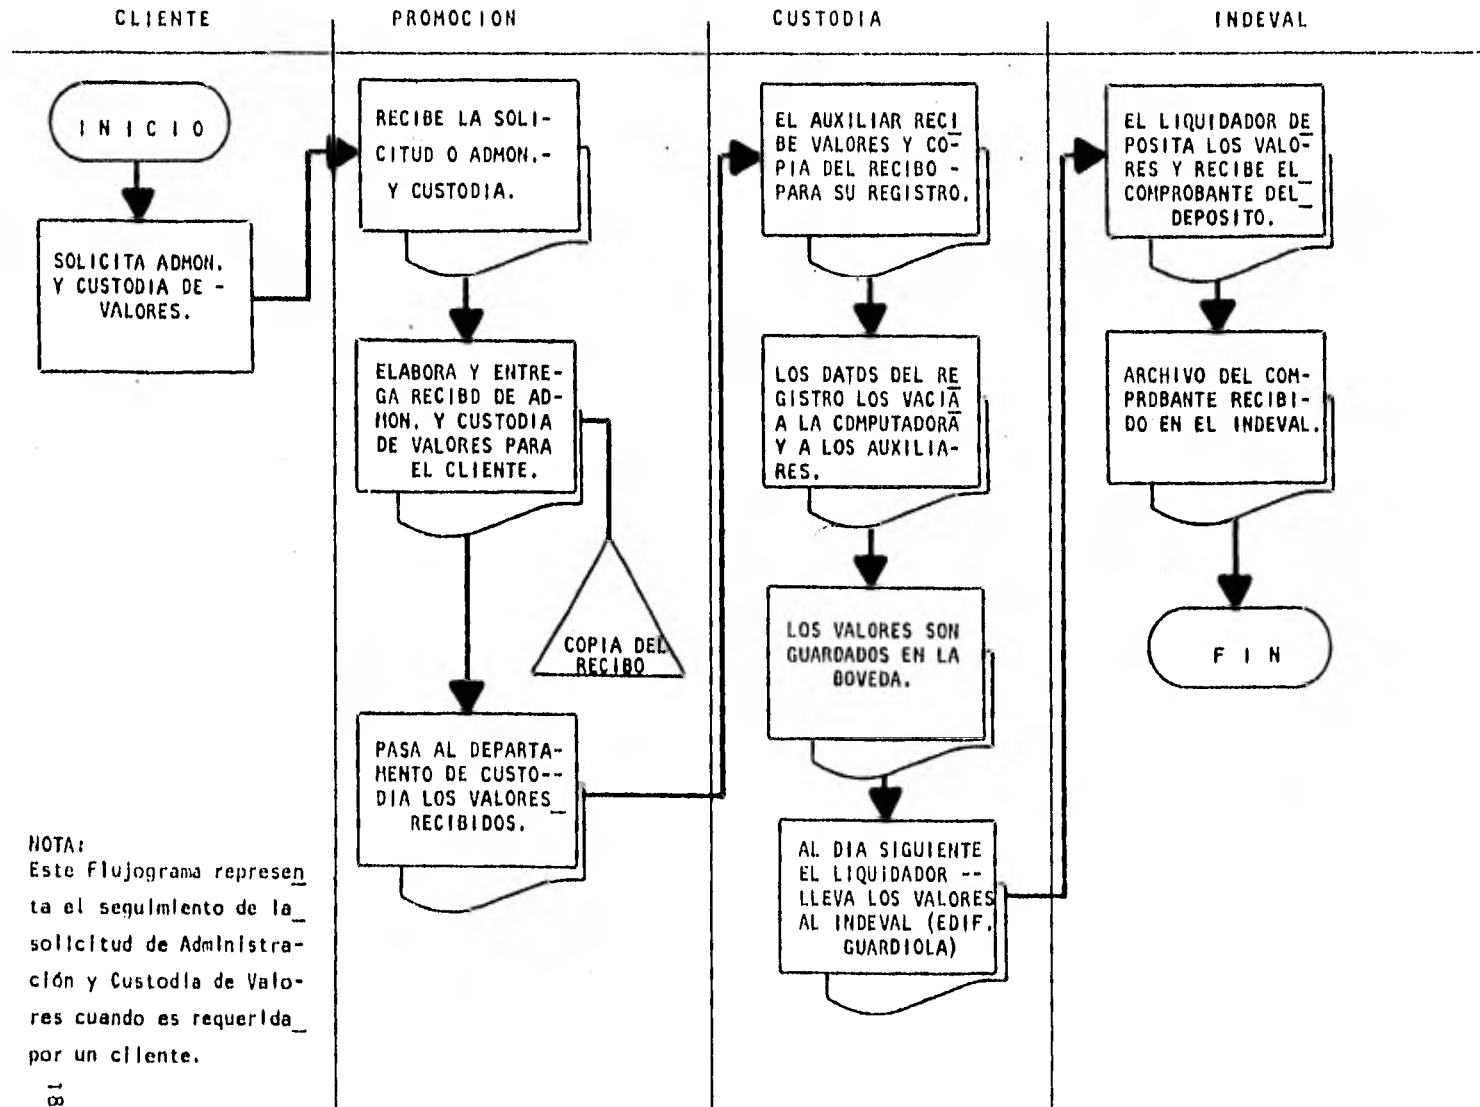 CLIENTE
PROMOCION
CUSTODIA
INDEVAL
INICIO
SOLICITA ADMON.
Y CUSTODIA DE -
VALORES.
RECIBE LA SOLI-
CITUD O ADMON.-
Y CUSTODIA.
ELABORA Y ENTRE-
GA RECIBO DE AD-
MON. Y CUSTODIA
DE VALORES PARA
EL CLIENTE.
COPIA DEL
RECIBO
PASA AL DEPARTA-
MENTO DE CUSTO--
DIA LOS VALORES_
RECIBIDOS.
EL AUXILIAR RECI
BE VALORES Y CO-
PIA DEL RECIBO -
PARA SU REGISTRO.
LOS DATOS DEL RE
GISTRO LOS VACIA
A LA COMPUTADORA
Y A LOS AUXILIA-
RES.
LOS VALORES SON
GUARDADOS EN LA
BOVEDA.
AL DIA SIGUIENTE
EL LIQUIDADOR --
LLEVA LOS VALORES
AL INDEVAL (EDIF.
GUARDIOLA)
EL LIQUIDADOR DE
POSITA LOS VALO-
RES Y RECIBE EL_
COMPROBANTE DEL_
DEPOSITO.
ARCHIVO DEL COM-
PROBANTE RECIBI-
DO EN EL INDEVAL.
FIN
NOTA:
Este Flujograma represen
ta el seguimiento de la_
solicitud de Administra-
ción y Custodia de Valo-
res cuando es requerida_
por un cliente.
18